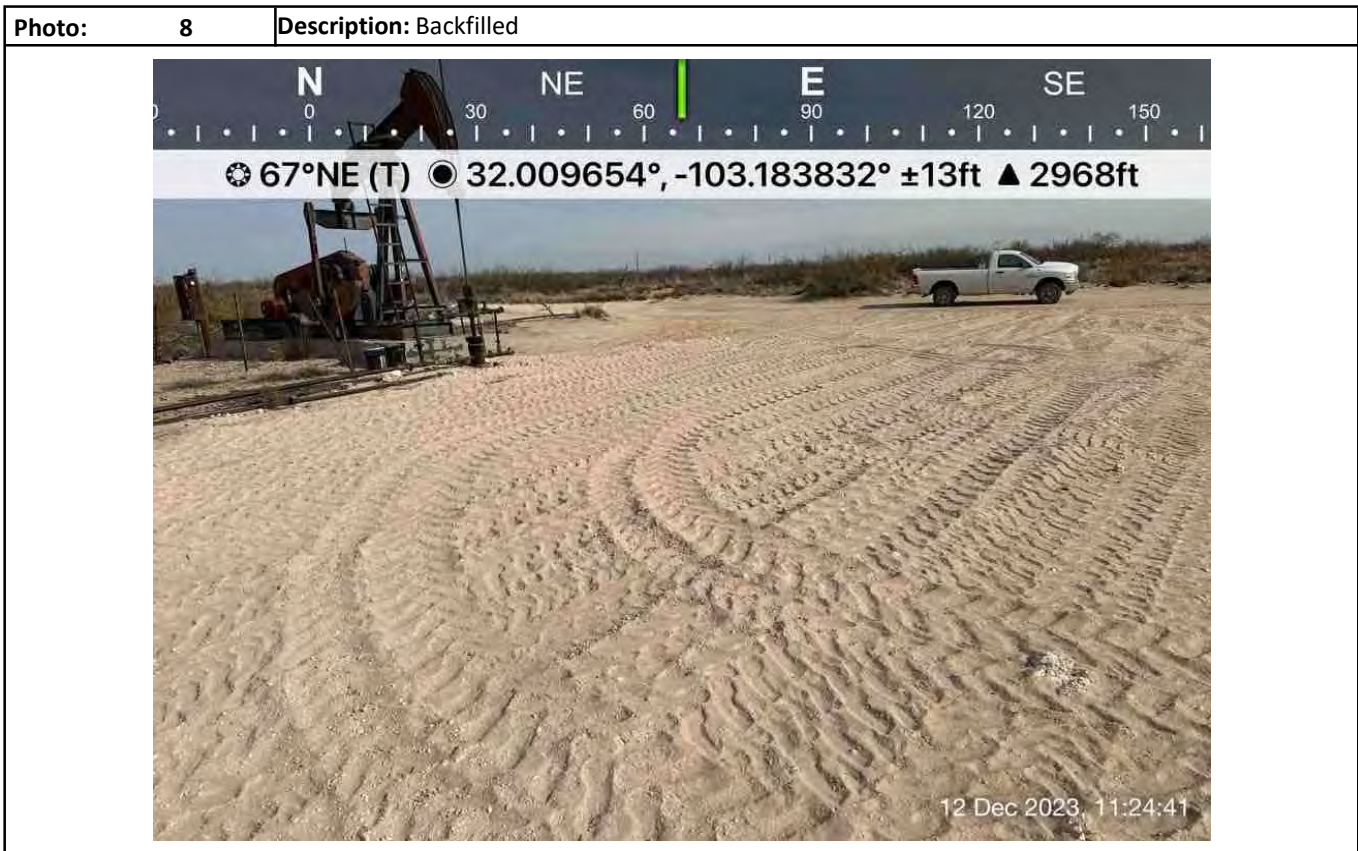 Photo: 8 Description: Backfilled
N NE E SE
0 30 60 90 120 150
67°NE (T) 32.009654°, -103.183832° ±13ft ▲ 2968ft
12 Dec 2023, 11:24:41